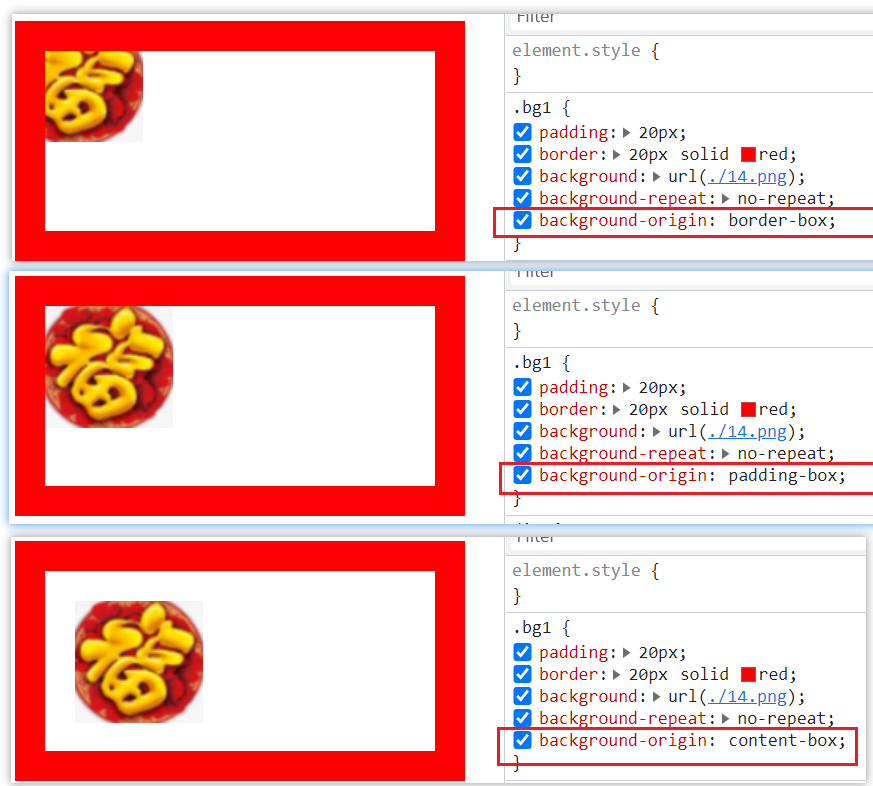 福
Filter
element.style {
}
.bg1 {
padding: 20px;
border: 20px solid red;
background: url(./14.png);
background-repeat: no-repeat;
background-origin: border-box;
}
福
Filter
element.style {
}
.bg1 {
padding: 20px;
border: 20px solid red;
background: url(./14.png);
background-repeat: no-repeat;
background-origin: padding-box;
}
福
Filter
element.style {
}
.bg1 {
padding: 20px;
border: 20px solid red;
background: url(./14.png);
background-repeat: no-repeat;
background-origin: content-box;
}